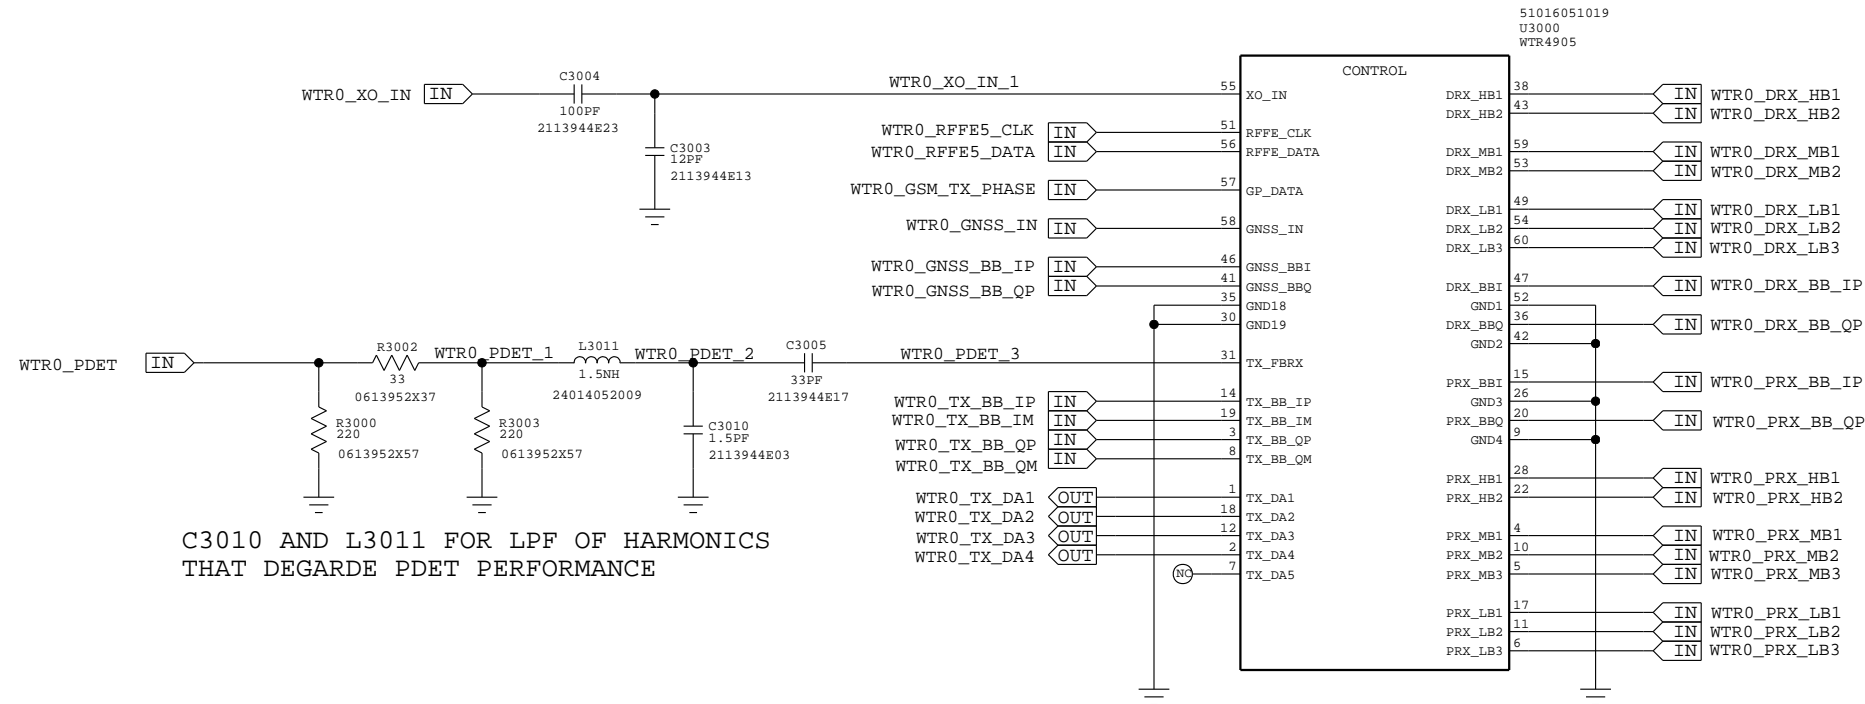 51016051019
U3000
WTR4905
CONTROL
WTR0_XO_IN IN C3004 100PF 2113944E23 WTR0_XO_IN_1 55 XO_IN
C3003
12PF
2113944E13
WTR0_RFFE5_CLK IN 51 RFFE_CLK
WTR0_RFFE5_DATA IN 56 RFFE_DATA
WTR0_GSM_TX_PHASE IN 57 GP_DATA
WTR0_GNSS_IN IN 58 GNSS_IN
WTR0_GNSS_BB_IP IN 46 GNSS_BBI
WTR0_GNSS_BB_QP IN 41 GNSS_BBQ
35 GND18
30 GND19
WTR0_PDET IN R3002 33 0613952X37 WTR0_PDET_1 L3011 1.5NH 24014052009 WTR0_PDET_2 C3005 33PF 2113944E17 WTR0_PDET_3 31 TX_FBRX
R3000
220
0613952X57
R3003
220
0613952X57
C3010
1.5PF
2113944E03
WTR0_TX_BB_IP IN 14 TX_BB_IP
WTR0_TX_BB_IM IN 19 TX_BB_IM
WTR0_TX_BB_QP IN 3 TX_BB_QP
WTR0_TX_BB_QM IN 8 TX_BB_QM
WTR0_TX_DA1 OUT 1 TX_DA1
WTR0_TX_DA2 OUT 18 TX_DA2
WTR0_TX_DA3 OUT 12 TX_DA3
WTR0_TX_DA4 OUT 2 TX_DA4
NC 7 TX_DA5
C3010 AND L3011 FOR LPF OF HARMONICS
THAT DEGARDE PDET PERFORMANCE
DRX_HB1 38 IN WTR0_DRX_HB1
DRX_HB2 43 IN WTR0_DRX_HB2
DRX_MB1 59 IN WTR0_DRX_MB1
DRX_MB2 53 IN WTR0_DRX_MB2
DRX_LB1 49 IN WTR0_DRX_LB1
DRX_LB2 54 IN WTR0_DRX_LB2
DRX_LB3 60 IN WTR0_DRX_LB3
DRX_BBI 47 IN WTR0_DRX_BB_IP
GND1 52
DRX_BBQ 36 IN WTR0_DRX_BB_QP
GND2 42
PRX_BBI 15 IN WTR0_PRX_BB_IP
GND3 26
PRX_BBQ 20 IN WTR0_PRX_BB_QP
GND4 9
PRX_HB1 28 IN WTR0_PRX_HB1
PRX_HB2 22 IN WTR0_PRX_HB2
PRX_MB1 4 IN WTR0_PRX_MB1
PRX_MB2 10 IN WTR0_PRX_MB2
PRX_MB3 5 IN WTR0_PRX_MB3
PRX_LB1 17 IN WTR0_PRX_LB1
PRX_LB2 11 IN WTR0_PRX_LB2
PRX_LB3 6 IN WTR0_PRX_LB3